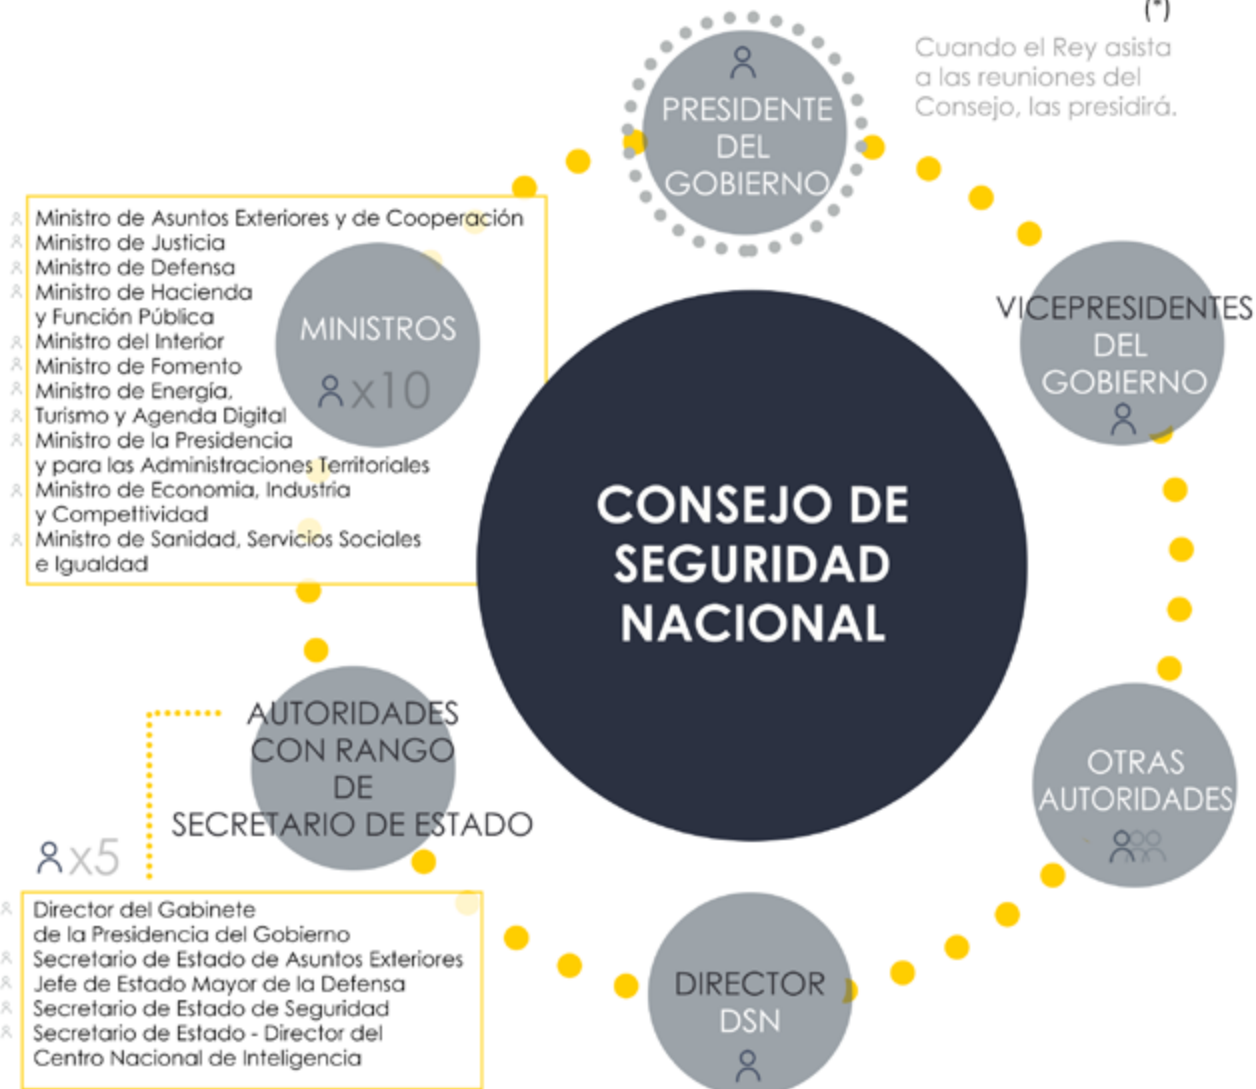 (*)
Cuando el Rey asista
a las reuniones del
Consejo, las presidirá.
PRESIDENTE
DEL
GOBIERNO
Ministro de Asuntos Exteriores y de Cooperación
Ministro de Justicia
Ministro de Defensa
Ministro de Hacienda
y Función Pública
Ministro del Interior
Ministro de Fomento
Ministro de Energía,
Turismo y Agenda Digital
Ministro de la Presidencia
y para las Administraciones Territoriales
Ministro de Economia, Industria
y Compettividad
Ministro de Sanidad, Servicios Sociales
e Igualdad
MINISTROS
x10
VICEPRESIDENTES
DEL
GOBIERNO
CONSEJO DE
SEGURIDAD
NACIONAL
AUTORIDADES
CON RANGO
DE
SECRETARIO DE ESTADO
x5
Director del Gabinete
de la Presidencia del Gobierno
Secretario de Estado de Asuntos Exteriores
Jefe de Estado Mayor de la Defensa
Secretario de Estado de Seguridad
Secretario de Estado - Director del
Centro Nacional de Inteligencia
OTRAS
AUTORIDADES
DIRECTOR
DSN